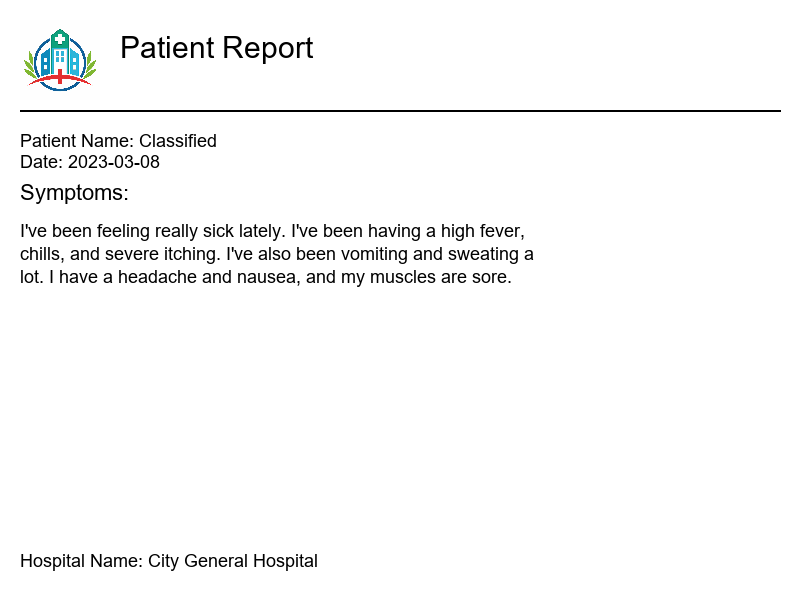 Patient Report
Patient Name: Classified
Date: 2023-03-08
Symptoms:
I've been feeling really sick lately. I've been having a high fever,
chills, and severe itching. I've also been vomiting and sweating a
lot. I have a headache and nausea, and my muscles are sore.
Hospital Name: City General Hospital